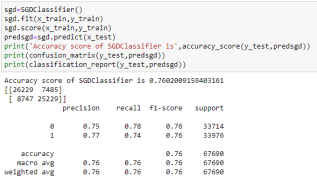 sgd=SGDClassifier()
sgd.fit(x_train,y_train)
sgd.score(x_train,y_train)
predsgd=sgd.predict(x_test)
print('Accuracy score of SGDClassifier is',accuracy_score(y_test,predsgd))
print(confusion_matrix(y_test,predsgd))
print(classification_report(y_test,predsgd))
Accuracy score of SGDClassifier is 0.7602009159403161
[[26229 7485]
[ 8747 25229]]
precision recall f1-score support
0 0.75 0.78 0.76 33714
1 0.77 0.74 0.76 33976
accuracy 0.76 67690
macro avg 0.76 0.76 0.76 67690
weighted avg 0.76 0.76 0.76 67690